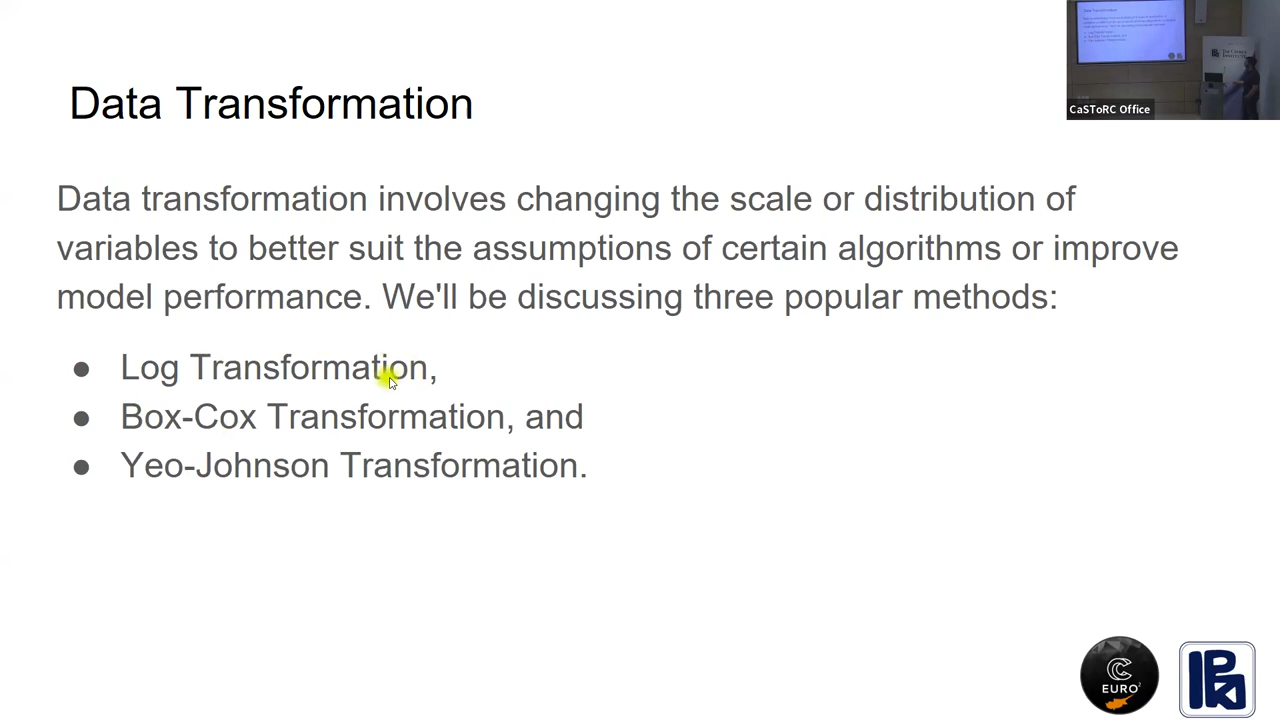 Data Transformation
CaSToRC Office
Data transformation involves changing the scale or distribution of
variables to better suit the assumptions of certain algorithms or improve
model performance. We'll be discussing three popular methods:
● Log Transformation,
● Box-Cox Transformation, and
● Yeo-Johnson Transformation.
C
EURO²